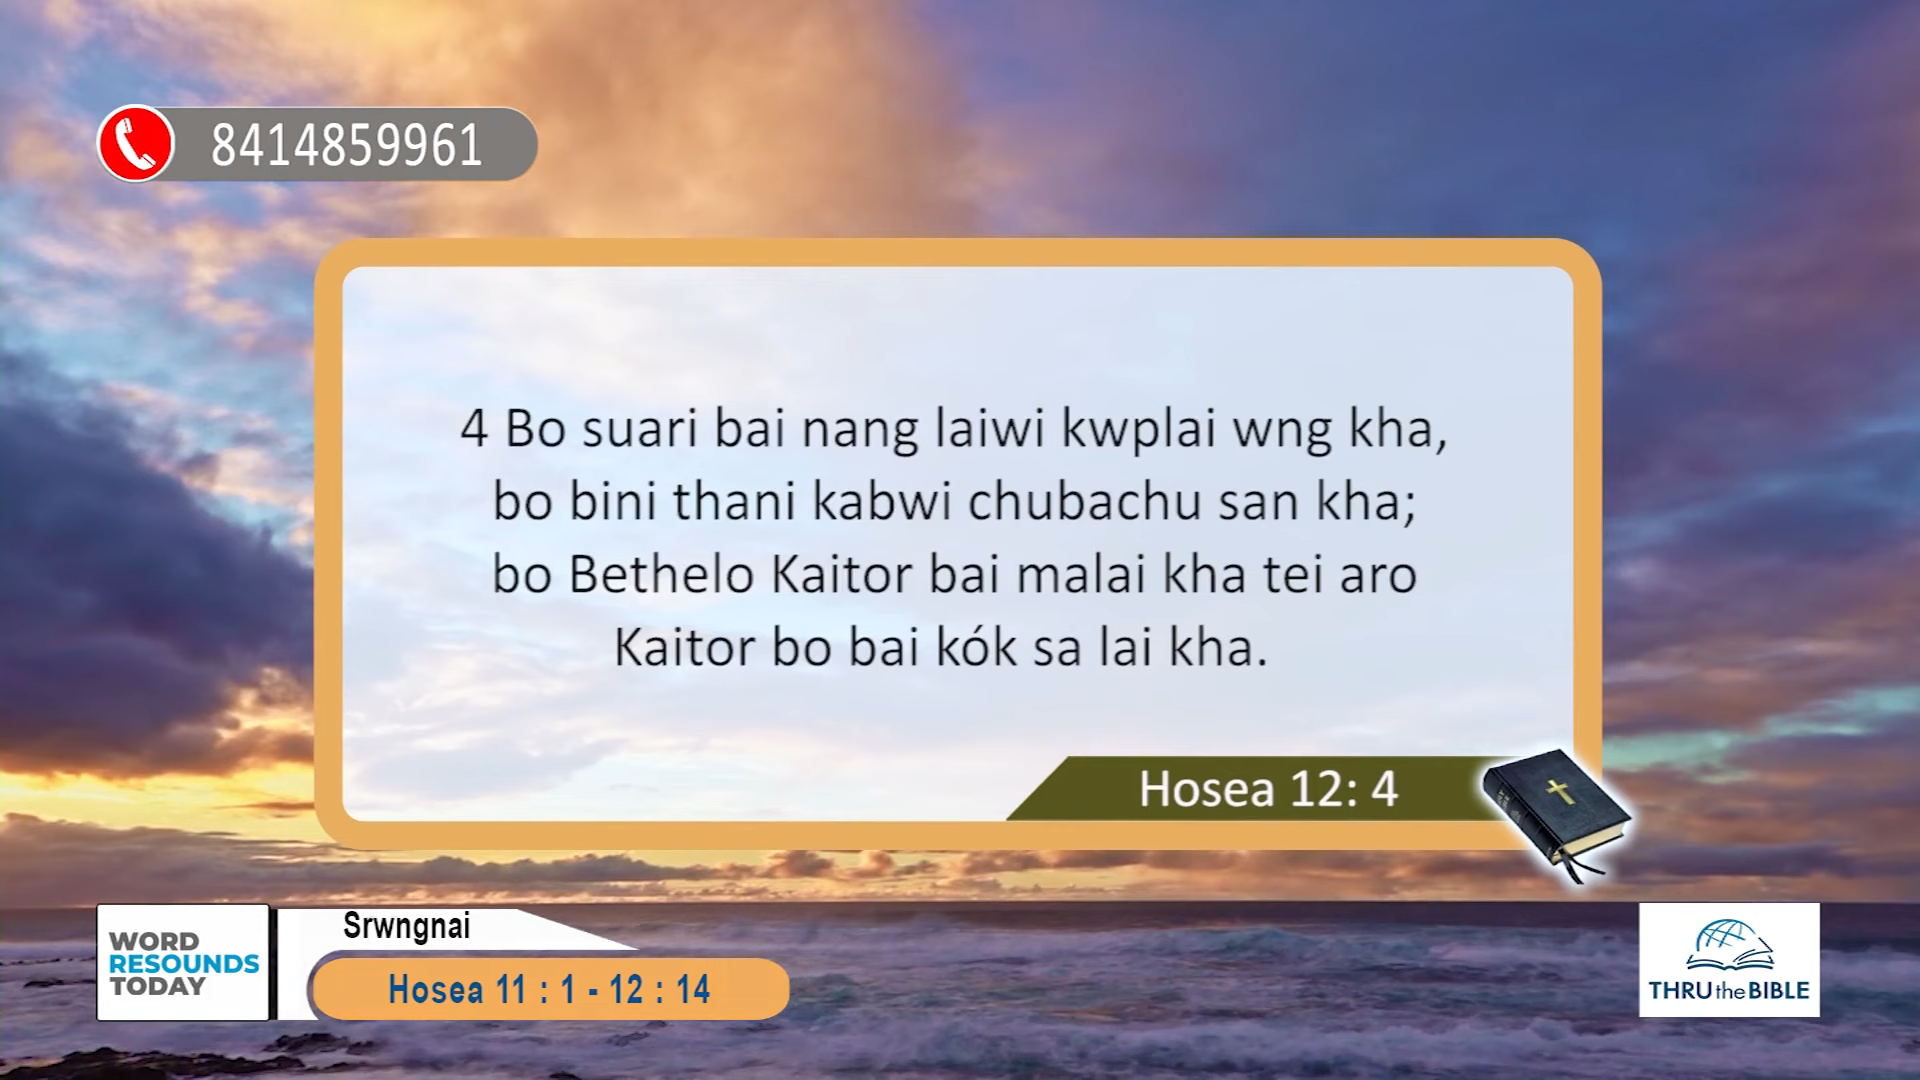 8414859961
4 Bo suari bai nang laiwi kwplai wng kha,
bo bini thani kabwi chubachu san kha;
bo Bethelo Kaitor bai malai kha tei aro
Kaitor bo bai kók sa lai kha.
Hosea 12: 4
Srwngnai
Hosea 11 : 1 - 12 : 14
WORD
RESOUNDS
TODAY
THRU the BIBLE